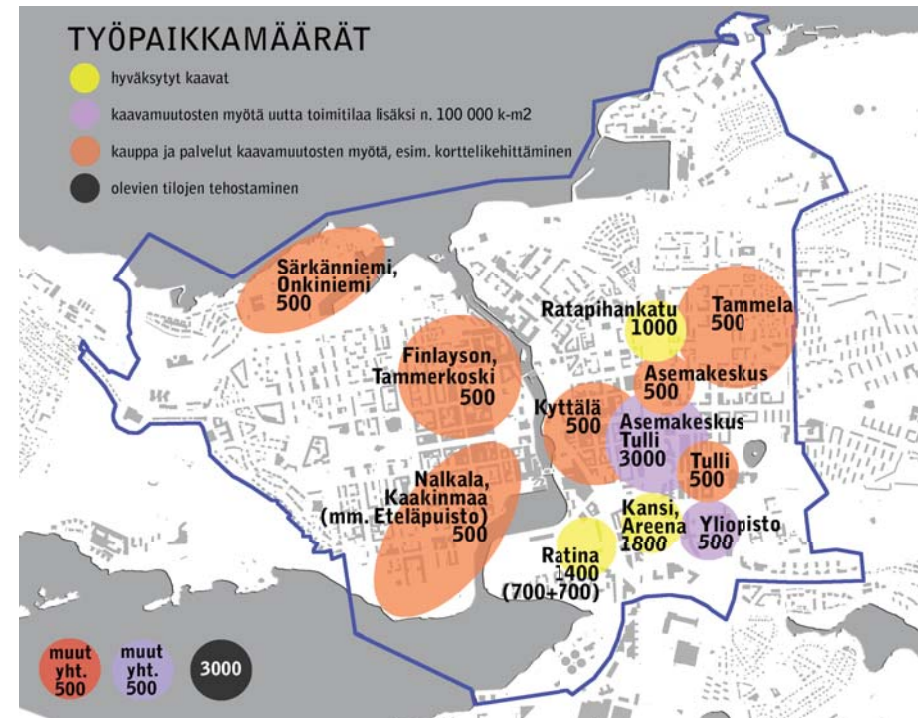 TYÖPAIKKAMÄÄRÄT
hyväksytyt kaavat
kaavamuutosten myötä uutta toimitilaa lisäksi n. 100 000 k-m2
kauppa ja palvelut kaavamuutosten myötä, esim. korttelikehittäminen
olevien tilojen tehostaminen
Särkänniemi,
Onkiniemi
500
Ratapihankatu
1000
Tammela
500
Finlayson,
Tammerkoski
500
Asemakeskus
500
Kyttälä
500
Asemakeskus
Tulli
3000
Tulli
500
Nalkala,
Kaakinmaa
(mm. Eteläpuisto)
500
Kansi,
Areena
1800
Yliopisto
500
Ratina
1400
(700+700)
muut
yht.
500
muut
yht.
500
3000